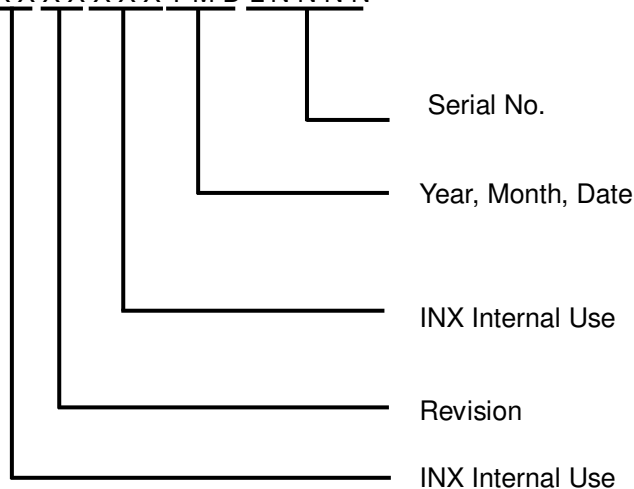 Serial No.
Year, Month, Date
INX Internal Use
Revision
INX Internal Use